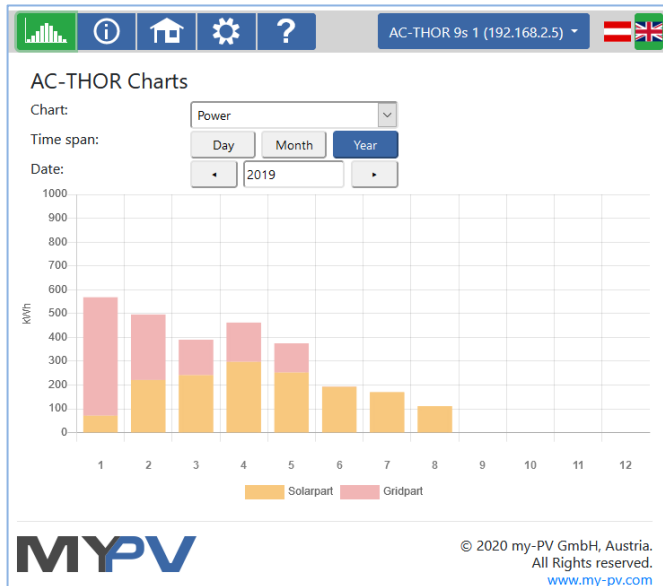 ?
AC-THOR 9s 1 (192.168.2.5)
AC-THOR Charts
Chart:
Power
Time span:
Day Month Year
Date:
2019
1000
900
800
700
600
500
400
300
200
100
0
kWh
1 2 3 4 5 6 7 8 9 10 11 12
Solarpart Gridpart
MYPV
© 2020 my-PV GmbH, Austria.
All Rights reserved.
www.my-pv.com